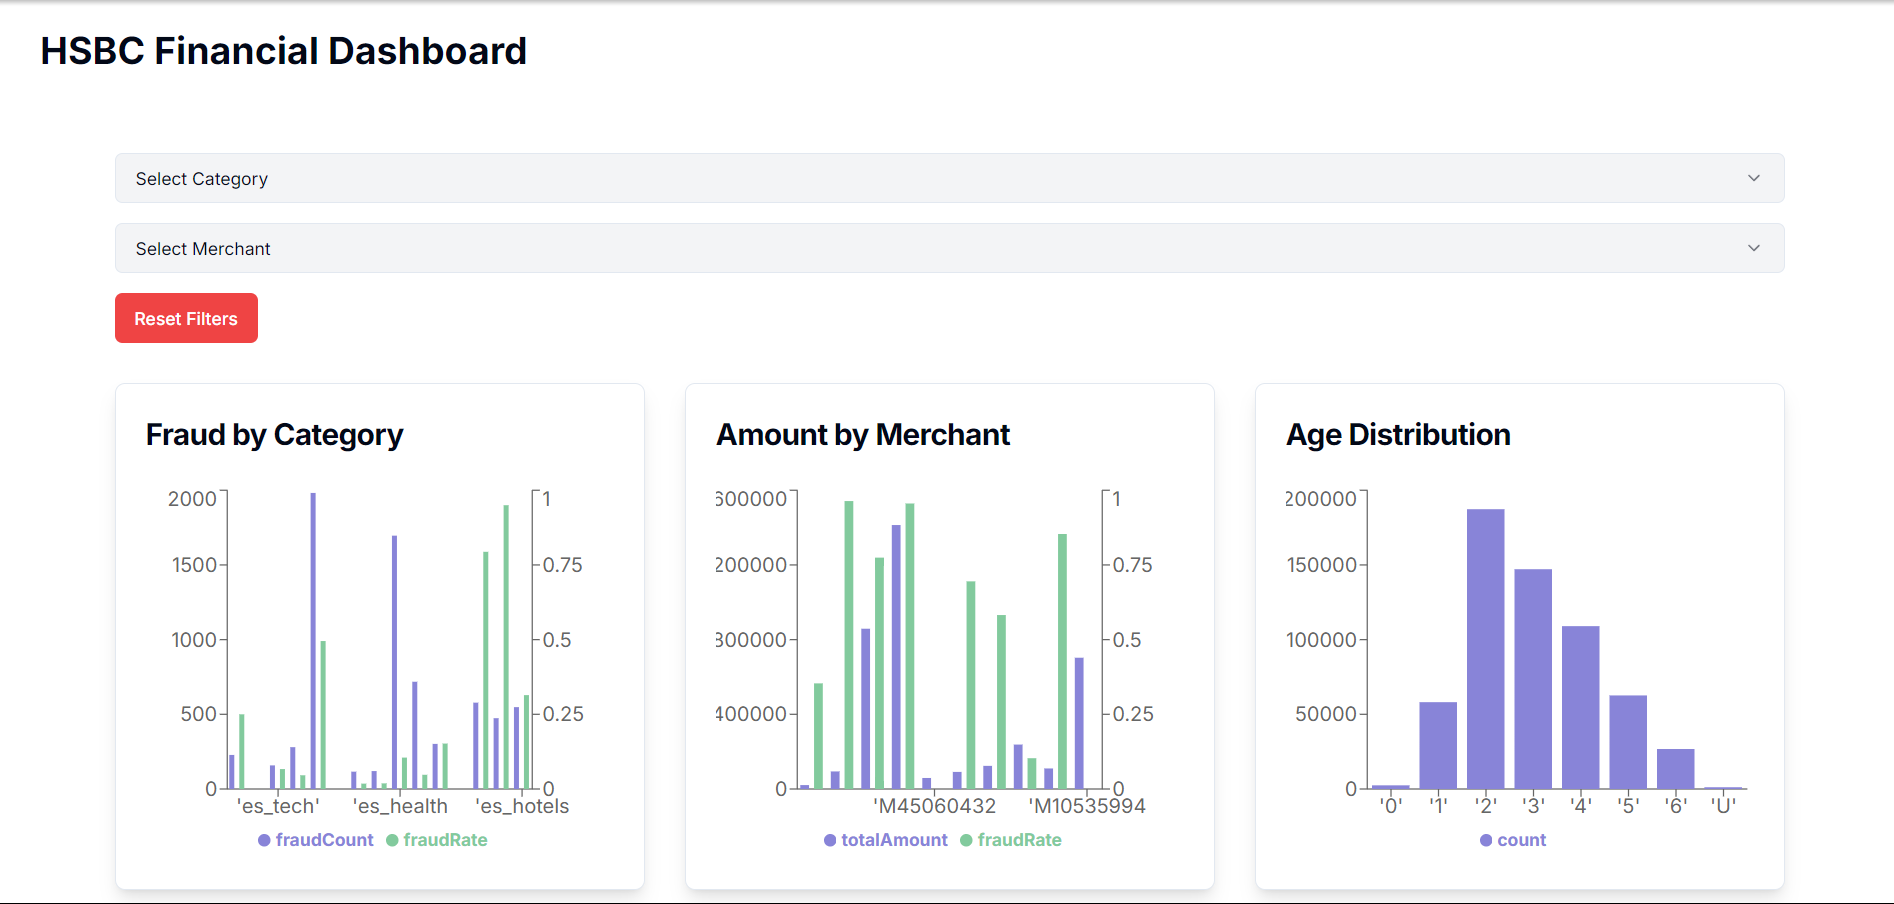 HSBC Financial Dashboard
Select Category
Select Merchant
Reset Filters
Fraud by Category
2000
1500
1000
500
0
1
0.75
0.5
0.25
0
'es_tech'
'es_health
'es_hotels
fraudCount fraudRate
Amount by Merchant
600000
200000
800000
400000
0
1
0.75
0.5
0.25
0
'M45060432
'M10535994
totalAmount fraudRate
Age Distribution
200000
150000
100000
50000
0
'0' '1' '2' '3' '4' '5' '6' 'U'
count